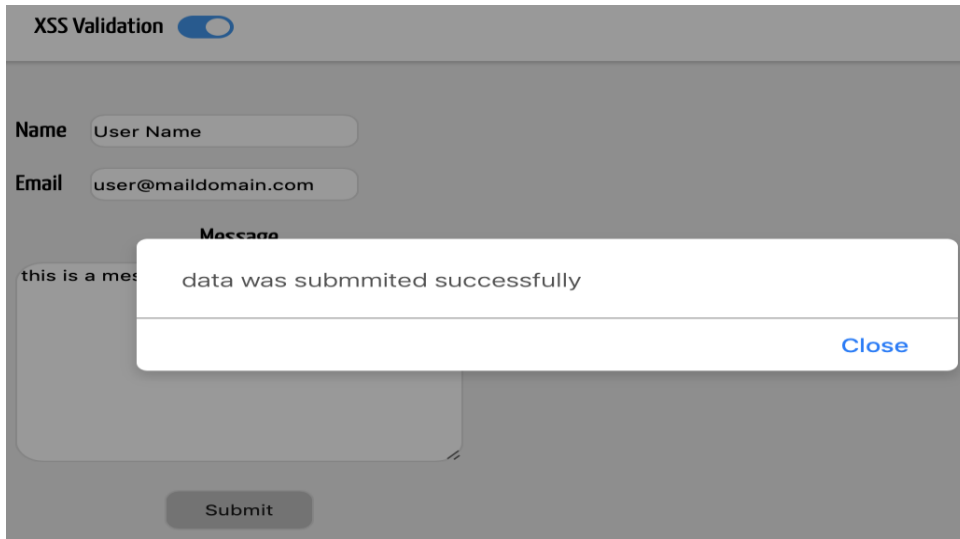 XSS Validation
Name
User Name
Email
user@maildomain.com
Message
this is a mes
data was submmited successfully
Close
Submit